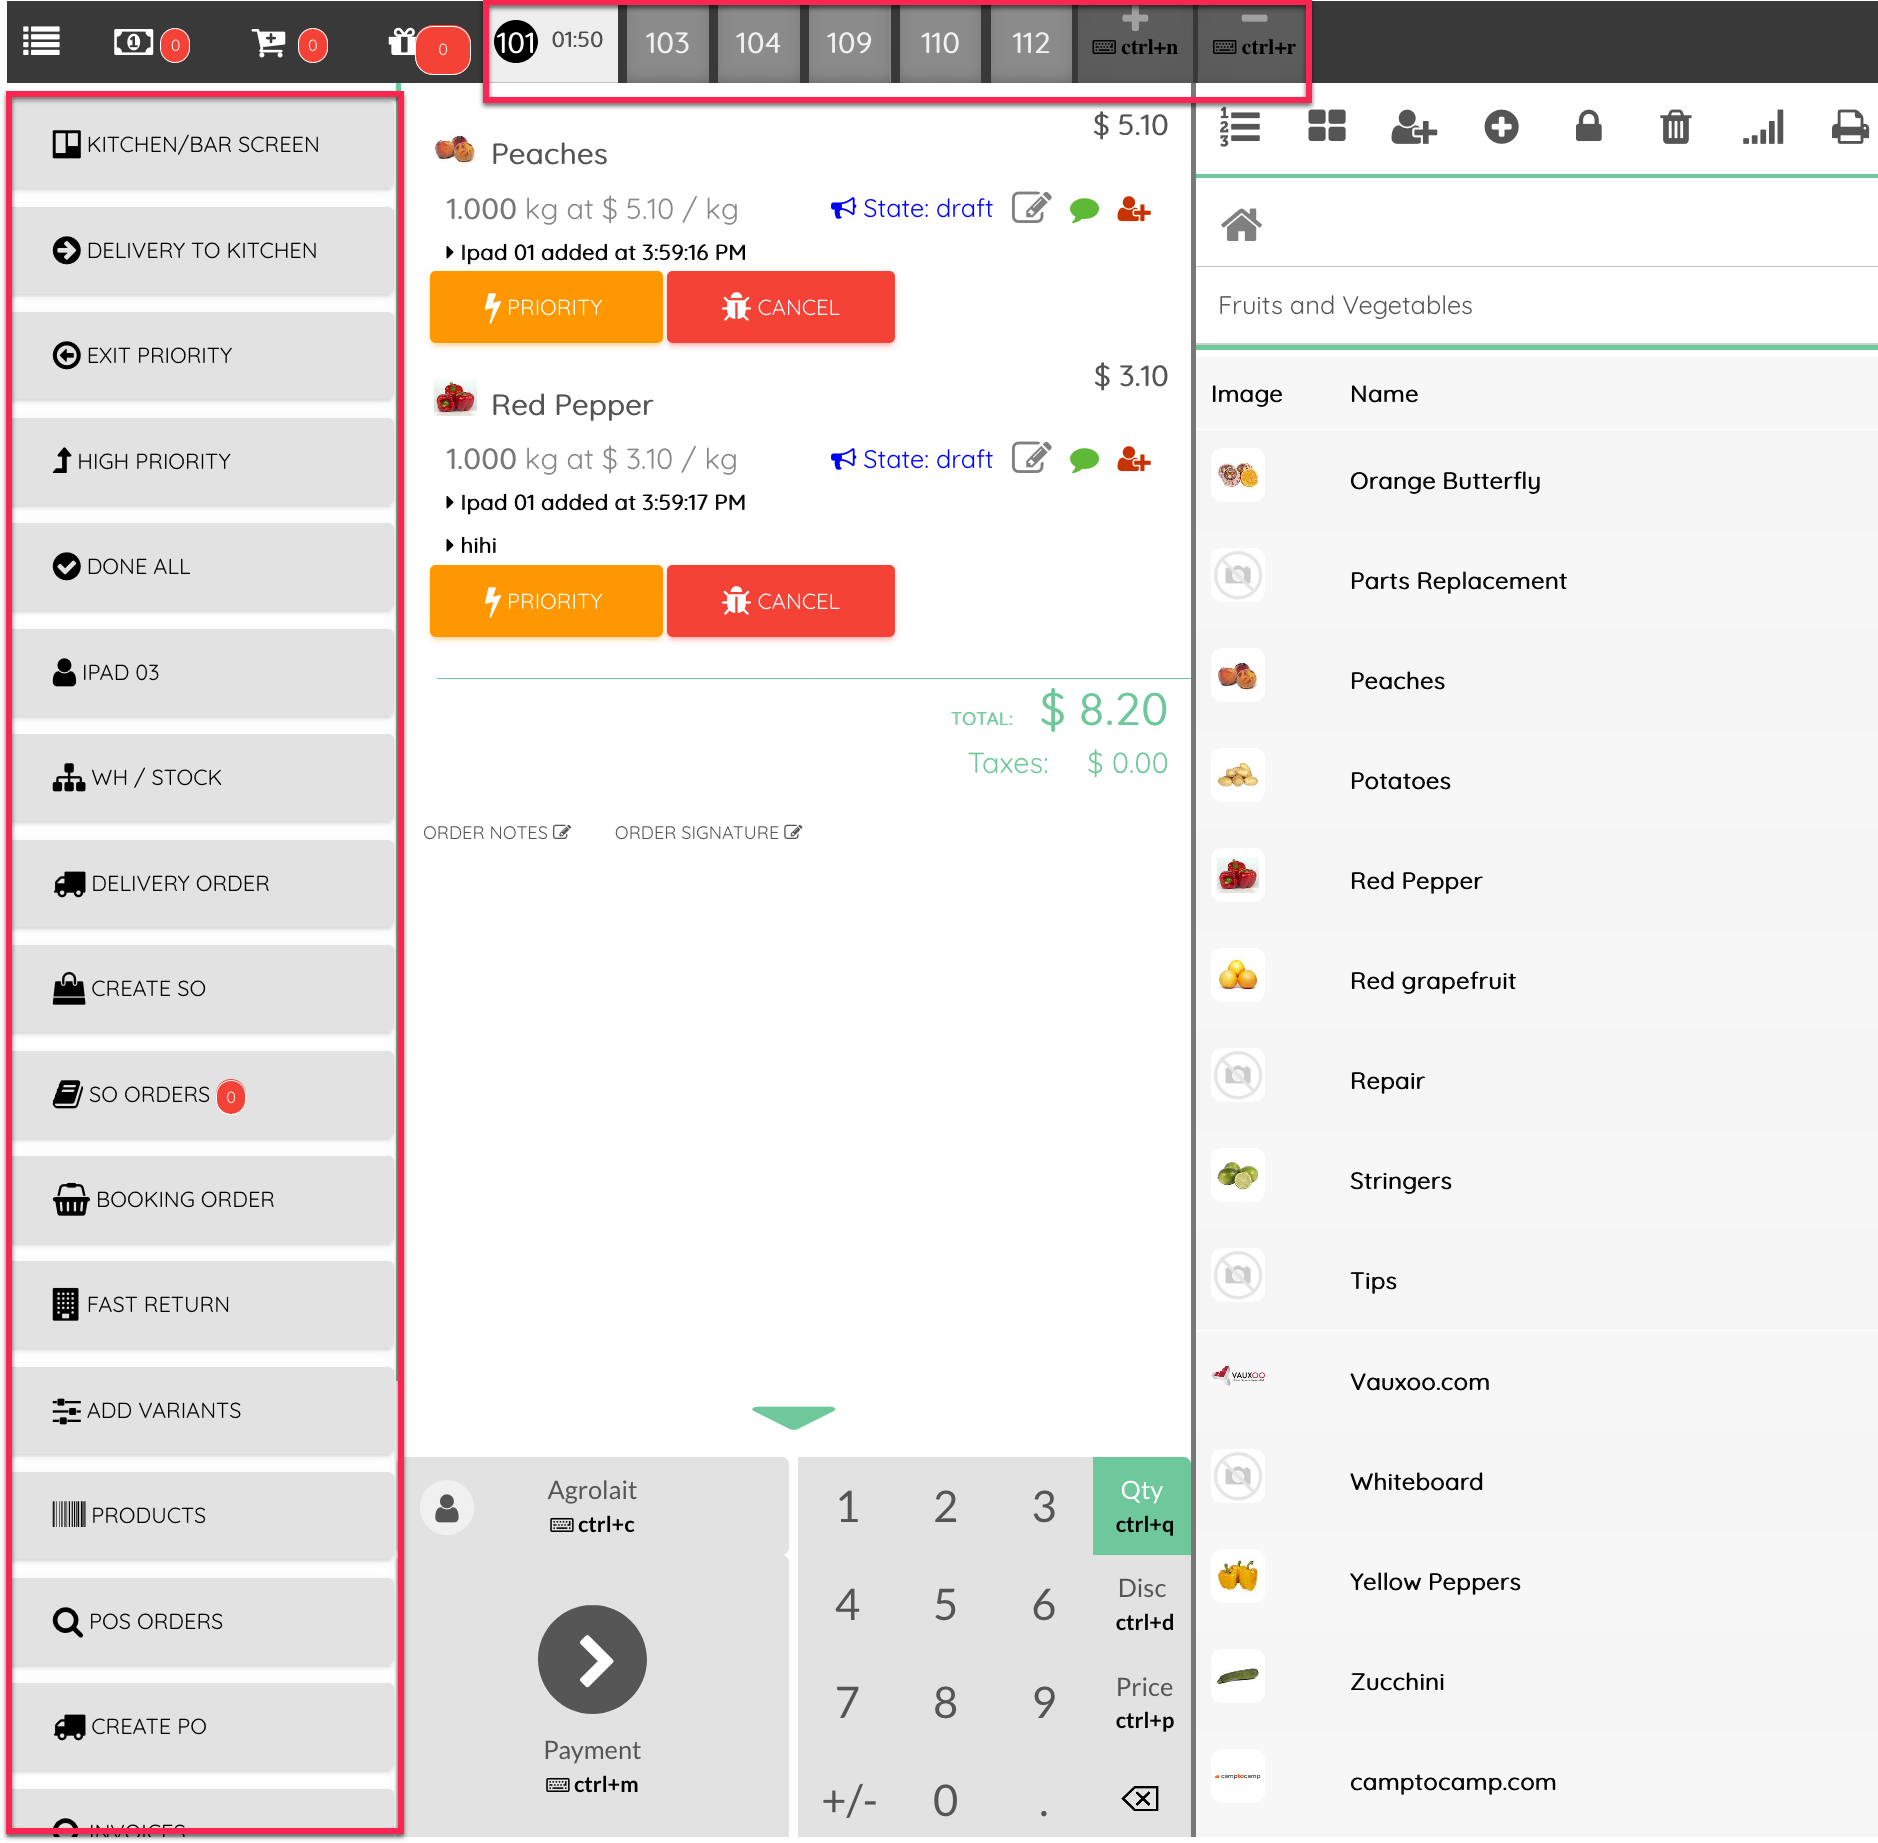 0
0
0
101 01:50
103
104
109
110
112
ctrl+n
ctrl+r
KITCHEN/BAR SCREEN
DELIVERY TO KITCHEN
EXIT PRIORITY
HIGH PRIORITY
DONE ALL
IPAD 03
WH / STOCK
DELIVERY ORDER
CREATE SO
SO ORDERS 0
BOOKING ORDER
FAST RETURN
ADD VARIANTS
PRODUCTS
POS ORDERS
CREATE PO
INVOICES
$ 5.10
Peaches
1.000 kg at $ 5.10 / kg
State: draft
Ipad 01 added at 3:59:16 PM
PRIORITY
CANCEL
$ 3.10
Red Pepper
1.000 kg at $ 3.10 / kg
State: draft
Ipad 01 added at 3:59:17 PM
hihi
PRIORITY
CANCEL
TOTAL: $ 8.20
Taxes: $ 0.00
ORDER NOTES
ORDER SIGNATURE
Agrolait
ctrl+c
Payment
ctrl+m
1 2 3 Qty
ctrl+q
4 5 6 Disc
ctrl+d
7 8 9 Price
ctrl+p
+/- 0 .
1
2
3
Fruits and Vegetables
Image Name
Orange Butterfly
Parts Replacement
Peaches
Potatoes
Red Pepper
Red grapefruit
Repair
Stringers
Tips
VAUXOO
Vauxoo.com
Whiteboard
Yellow Peppers
Zucchini
camptocamp
camptocamp.com